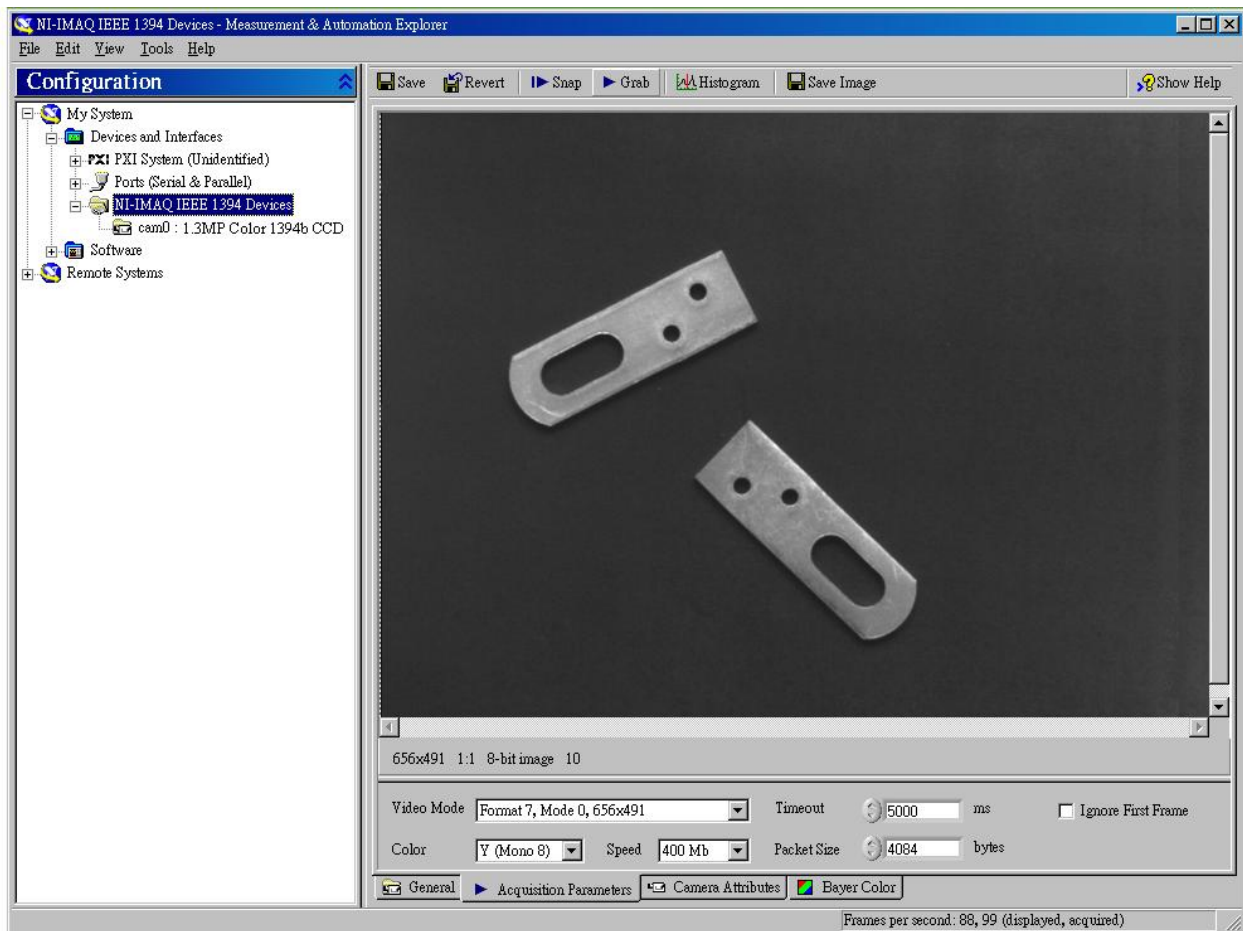 NI-IMAQ IEEE 1394 Devices - Measurement & Automation Explorer
File Edit View Tools Help
Configuration
Save Revert Snap Grab Histogram Save Image Show Help
My System
Devices and Interfaces
PXI PXI System (Unidentified)
Ports (Serial & Parallel)
NI-IMAQ IEEE 1394 Devices
cam0 : 1.3MP Color 1394b CCD
Software
Remote Systems
656x491 1:1 8-bit image 10
Video Mode Format 7, Mode 0, 656x491 Timeout 5000 ms Ignore First Frame
Color Y (Mono 8) Speed 400 Mb Packet Size 4084 bytes
General Acquisition Parameters Camera Attributes Bayer Color
Frames per second: 88, 99 (displayed, acquired)